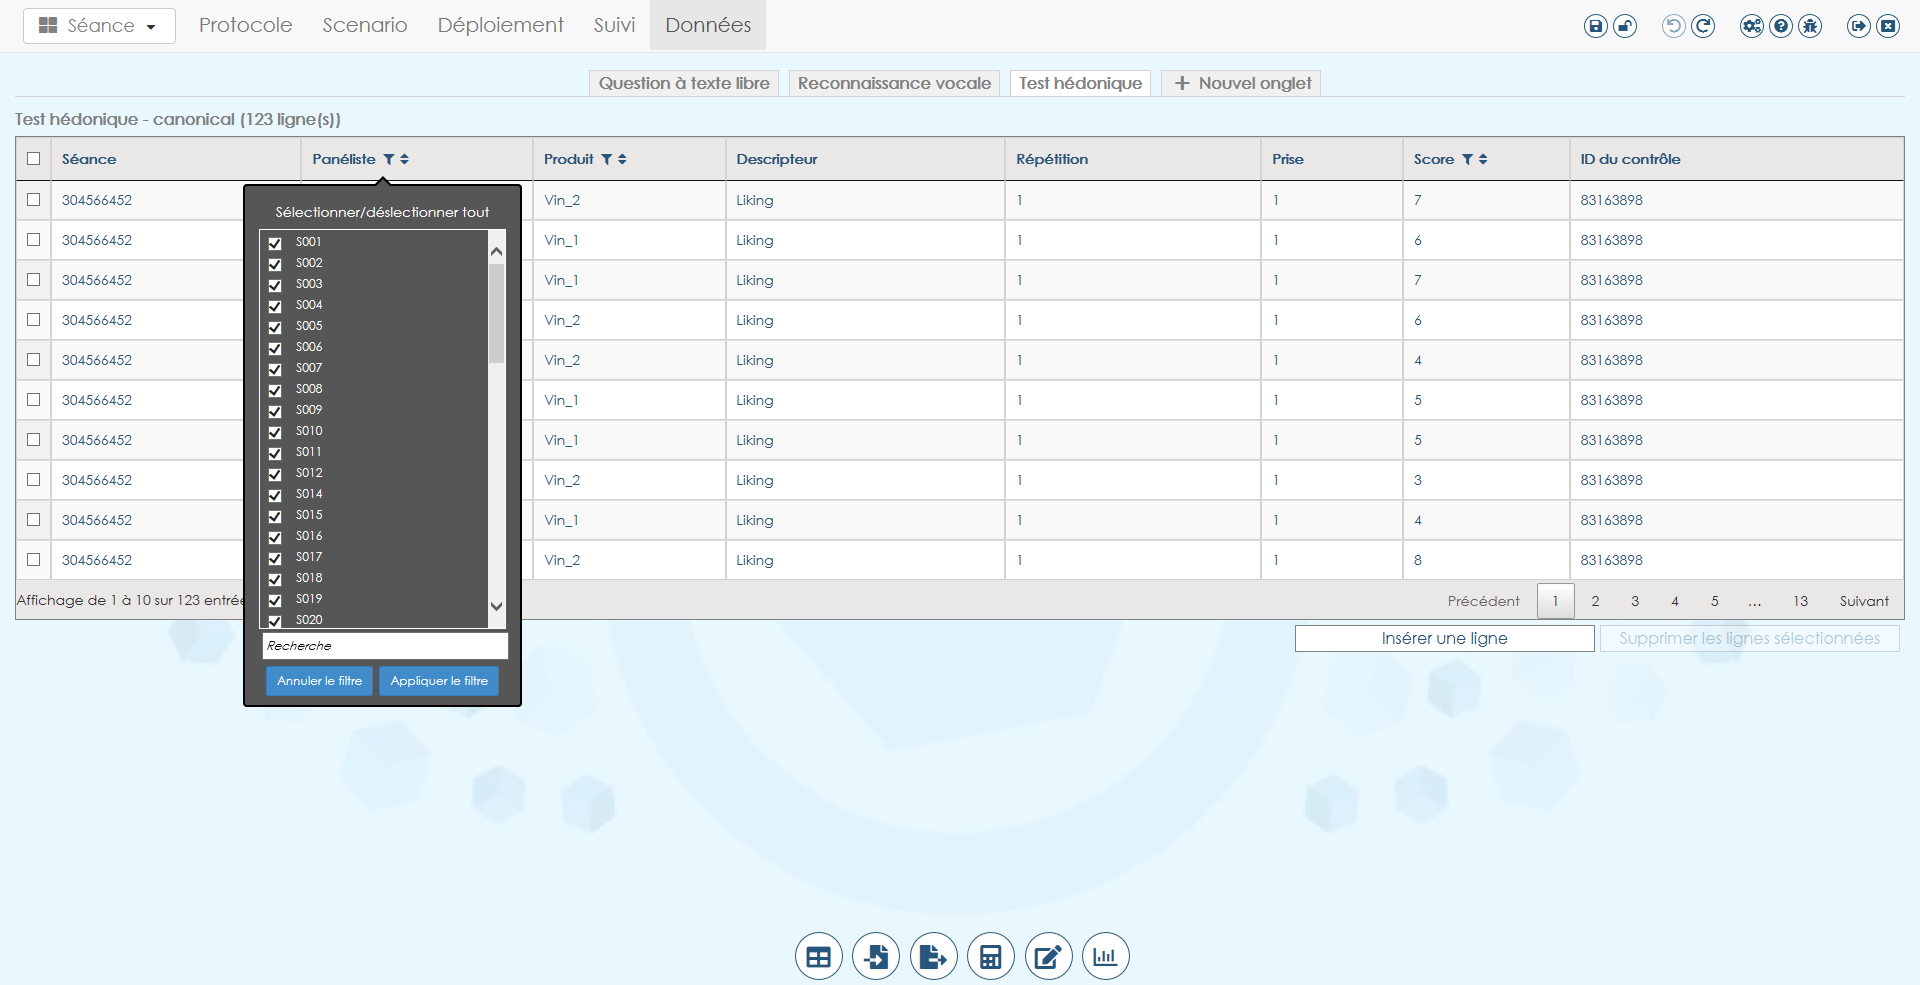 Séance Protocole Scenario Déploiement Suivi Données
Question à texte libre Reconnaissance vocale Test hédonique + Nouvel onglet
Test hédonique - canonical (123 ligne(s))
Séance Panéliste Produit Descripteur Répétition Prise Score ID du contrôle
304566452 Vin_2 Liking 1 1 7 83163898
304566452 Vin_1 Liking 1 1 6 83163898
304566452 Vin_1 Liking 1 1 7 83163898
304566452 Vin_2 Liking 1 1 6 83163898
304566452 Vin_2 Liking 1 1 4 83163898
304566452 Vin_1 Liking 1 1 5 83163898
304566452 Vin_1 Liking 1 1 5 83163898
304566452 Vin_2 Liking 1 1 3 83163898
304566452 Vin_1 Liking 1 1 4 83163898
304566452 Vin_2 Liking 1 1 8 83163898
Sélectionner/déslectionner tout
S001
S002
S003
S004
S005
S006
S007
S008
S009
S010
S011
S012
S014
S015
S016
S017
S018
S019
S020
Recherche
Annuler le filtre Appliquer le filtre
Affichage de 1 à 10 sur 123 entrée
Précédent 1 2 3 4 5 ... 13 Suivant
Insérer une ligne Supprimer les lignes sélectionnées